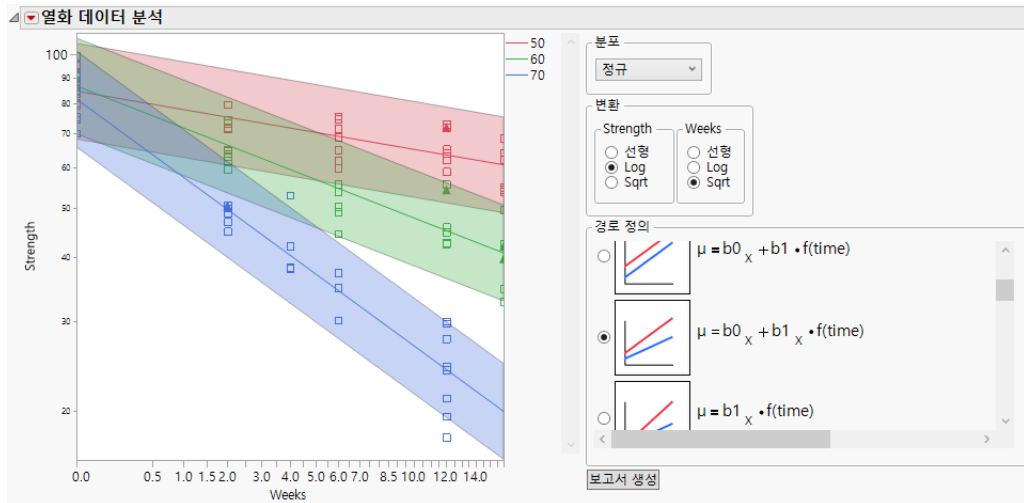 열화 데이터 분석
100
90
80
70
60
50
40
30
20
Strength
0.0 0.5 1.0 1.5 2.0 3.0 4.0 5.0 6.0 7.0 8.5 10.0 12.0 14.0
Weeks
50
60
70
분포
정규
변환
Strength
선형
Log
Sqrt
Weeks
선형
Log
Sqrt
경로 정의
μ = b0 X + b1 • f(time)
μ = b0 X + b1 X • f(time)
μ = b1 X • f(time)
보고서 생성